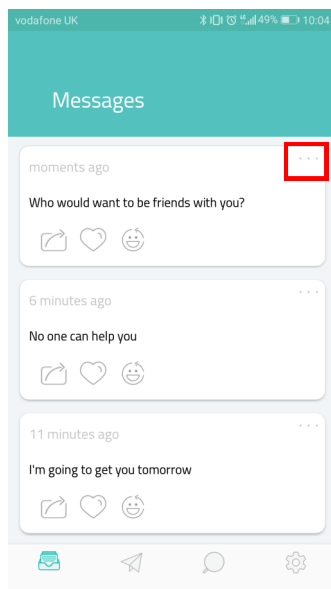 vodafone UK 49% 10:04
Messages
moments ago
Who would want to be friends with you?
6 minutes ago
No one can help you
11 minutes ago
I'm going to get you tomorrow